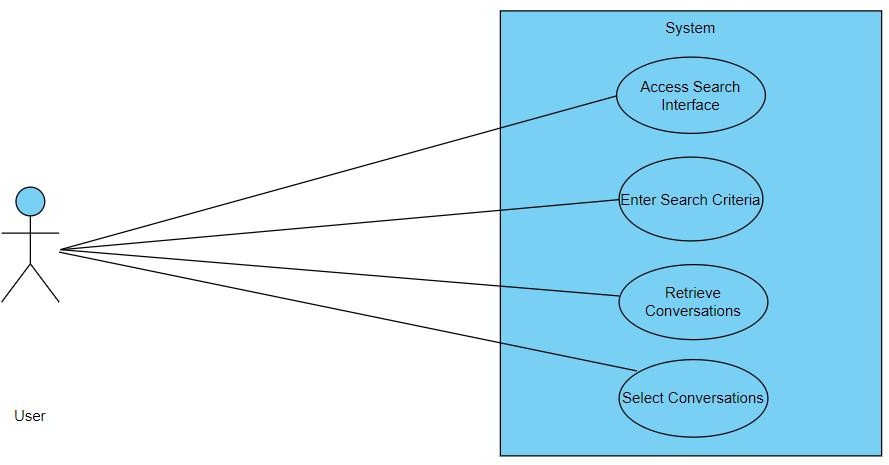 System
Access Search
Interface
Enter Search Criteria
Retrieve
Conversations
Select Conversations
User